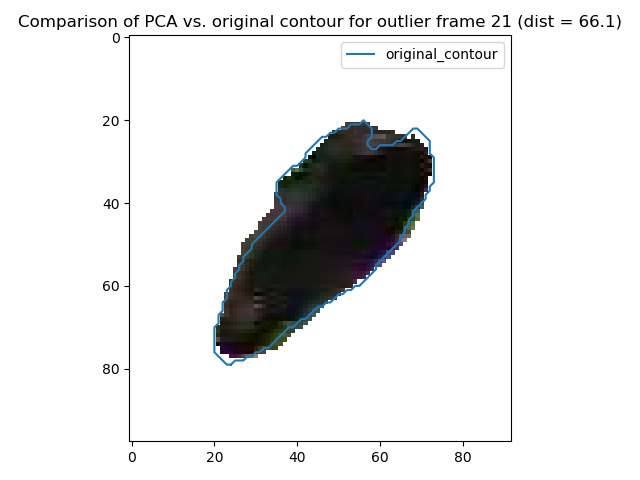 Comparison of PCA vs. original contour for outlier frame 21 (dist = 66.1)
original_contour
0
20
40
60
80
0 20 40 60 80